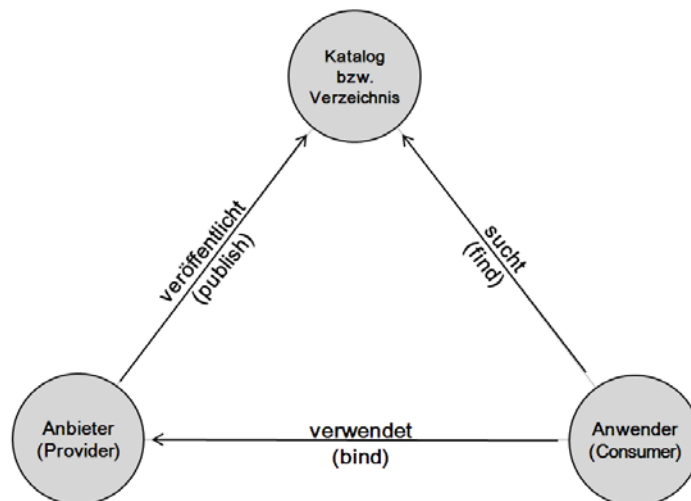 Katalog
bzw.
Verzeichnis
veröffentlicht
(publish)
sucht
(find)
Anbieter
(Provider)
verwendet
(bind)
Anwender
(Consumer)